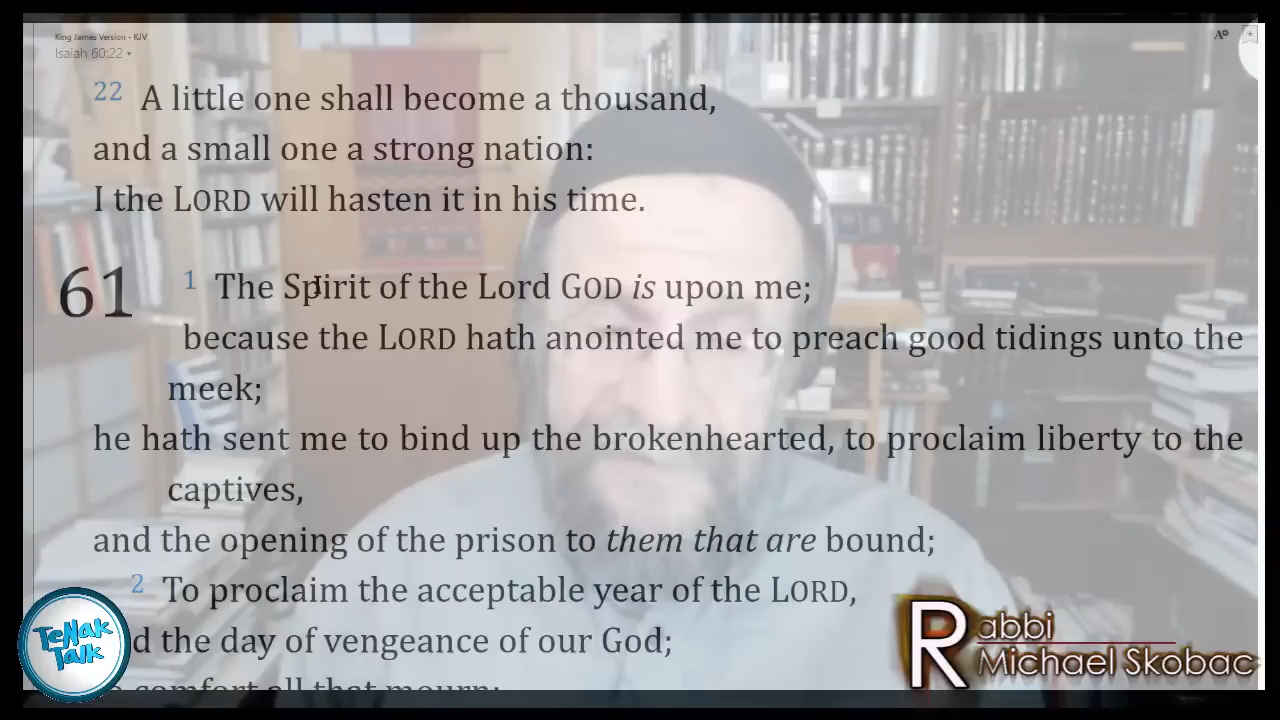 King James Version - KJV
Isaiah 60:22
A
22 A little one shall become a thousand,
and a small one a strong nation:
I the LORD will hasten it in his time.
61 1 The Spirit of the Lord GOD is upon me;
because the LORD hath anointed me to preach good tidings unto the
meek;
he hath sent me to bind up the brokenhearted, to proclaim liberty to the
captives,
and the opening of the prison to them that are bound;
2 To proclaim the acceptable year of the LORD,
d the day of vengeance of our God;
comfort all that mourn;
TeNaK
Talk
Rabbi
Michael Skobac